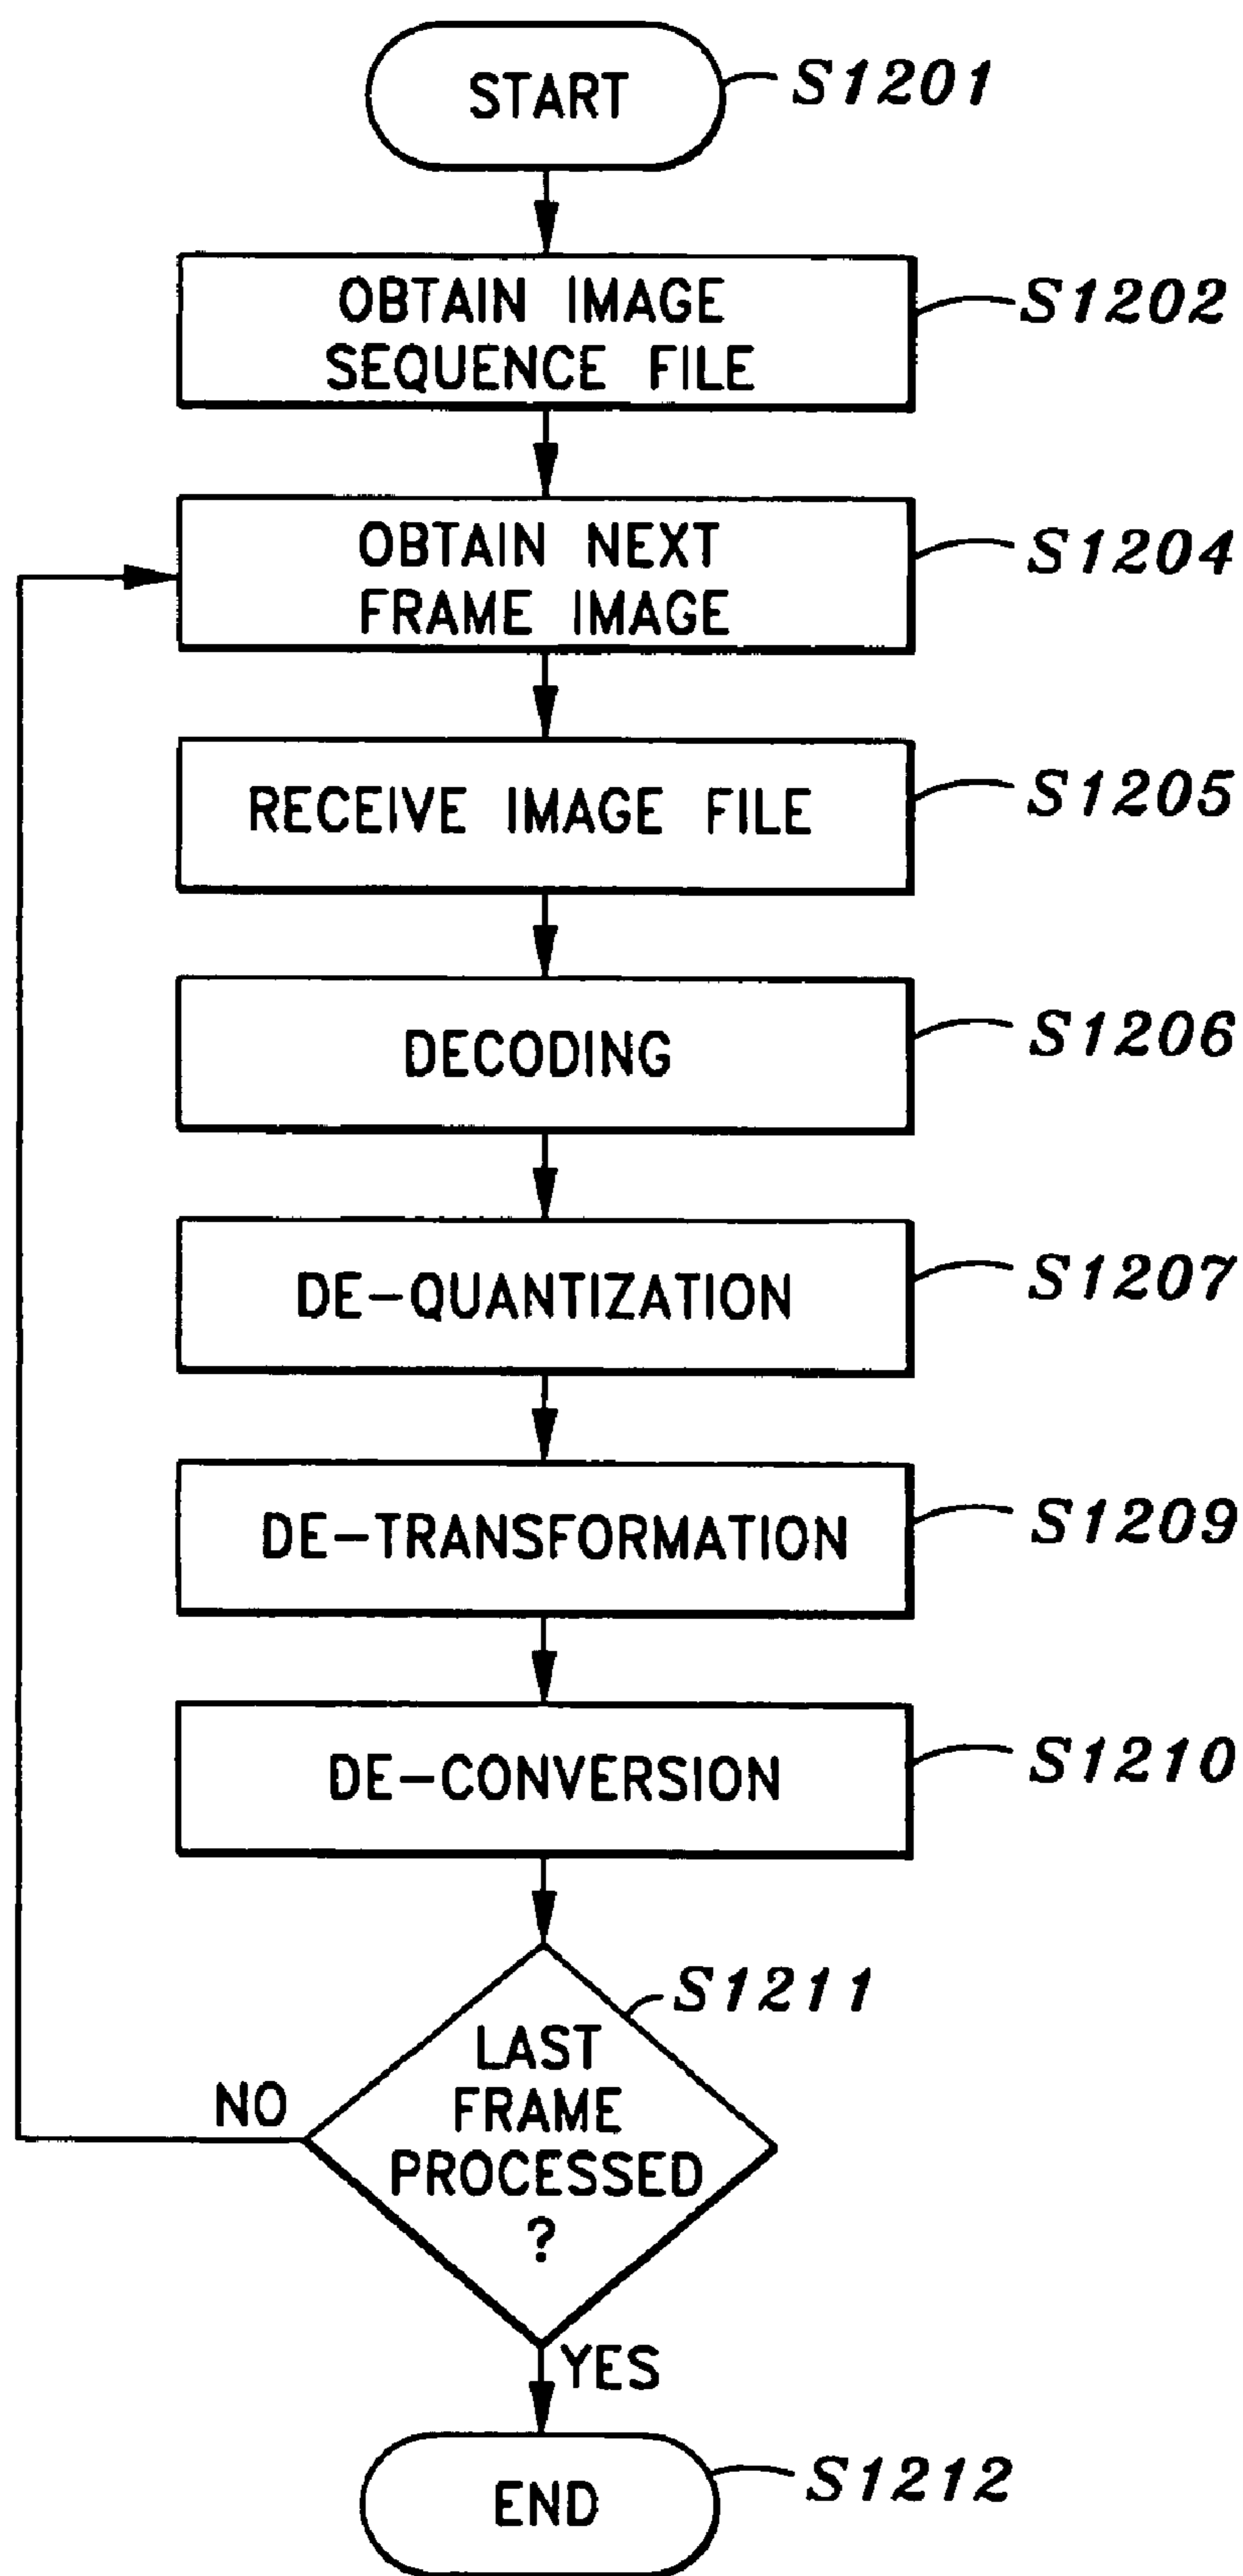 START
S1201
OBTAIN IMAGE
SEQUENCE FILE
S1202
OBTAIN NEXT
FRAME IMAGE
S1204
RECEIVE IMAGE FILE
S1205
DECODING
S1206
DE-QUANTIZATION
S1207
DE-TRANSFORMATION
S1209
DE-CONVERSION
S1210
S1211
LAST
FRAME
PROCESSED
?
NO
YES
END
S1212